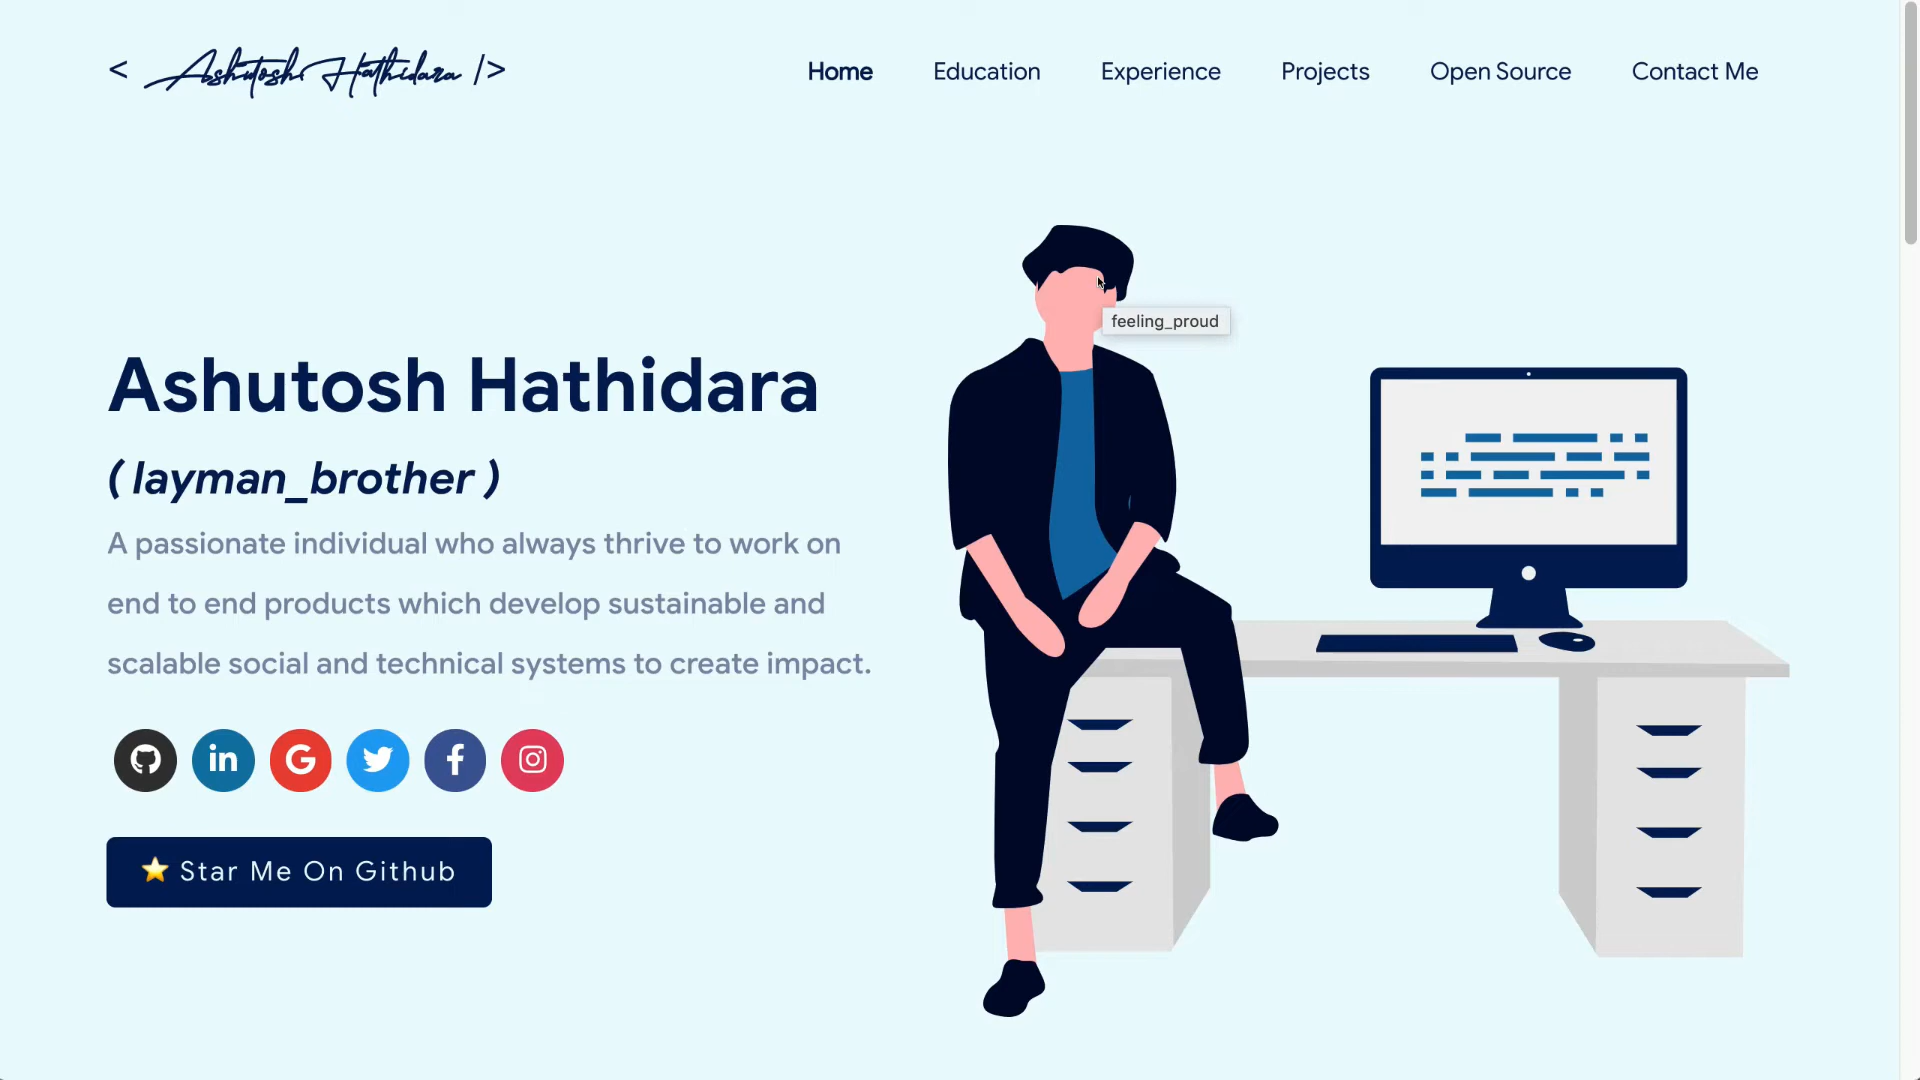 < Ashutosh Hathidara />
Home Education Experience Projects Open Source Contact Me
feeling_proud
Ashutosh Hathidara
( layman_brother )
A passionate individual who always thrive to work on
end to end products which develop sustainable and
scalable social and technical systems to create impact.
in G f
⭐ Star Me On Github